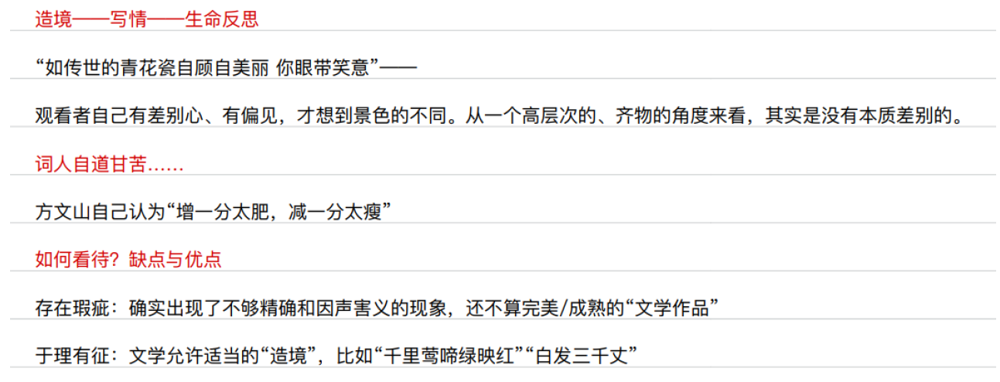 造境——写情——生命反思
“如传世的青花瓷自顾自美丽 你眼带笑意”——
观看者自己有差别心、有偏见，才想到景色的不同。从一个高层次的、齐物的角度来看，其实是没有本质差别的。
词人自道甘苦……
方文山自己认为“增一分太肥，减一分太瘦”
如何看待？缺点与优点
存在瑕疵：确实出现了不够精确和因声害义的现象，还不算完美/成熟的“文学作品”
于理有征：文学允许适当的“造境”，比如“千里莺啼绿映红”“白发三千丈”